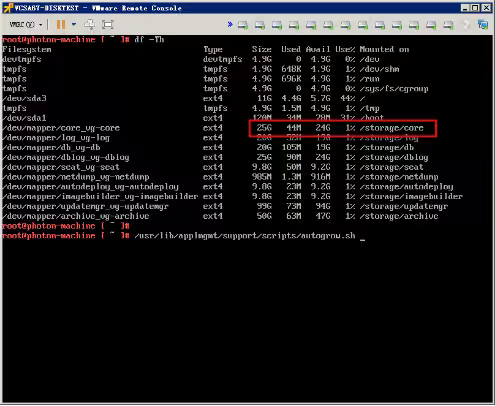 VCSA67-DISKTEST - VMware Remote Console
VMRC
root@photon-machine [ ~ ]# df -Th
Filesystem Type Size Used Avail Use% Mounted on
devtmpfs devtmpfs 4.9G 0 4.9G 0% /dev
tmpfs tmpfs 4.9G 648K 4.9G 1% /dev/shm
tmpfs tmpfs 4.9G 696K 4.9G 1% /run
tmpfs tmpfs 4.9G 0 4.9G 0% /sys/fs/cgroup
/dev/sda3 ext4 11G 4.4G 5.7G 44% /
tmpfs tmpfs 4.9G 1.5M 4.9G 1% /tmp
/dev/sda1 ext4 120M 34M 78M 31% /boot
/dev/mapper/core_vg-core ext4 25G 44M 24G 1% /storage/core
/dev/mapper/log_vg-log ext4 1% /storage/log
/dev/mapper/db_vg-db ext4 20G 105M 19G 1% /storage/db
/dev/mapper/dblog_vg-dblog ext4 25G 90M 24G 1% /storage/dblog
/dev/mapper/seat_vg-seat ext4 9.8G 50M 9.2G 1% /storage/seat
/dev/mapper/netdump_vg-netdump ext4 985M 1.3M 916M 1% /storage/netdump
/dev/mapper/autodeploy_vg-autodeploy ext4 9.8G 23M 9.2G 1% /storage/autodeploy
/dev/mapper/imagebuilder_vg-imagebuilder ext4 9.8G 23M 9.2G 1% /storage/imagebuilder
/dev/mapper/updatemgr_vg-updatemgr ext4 99G 73M 94G 1% /storage/updatemgr
/dev/mapper/archive_vg-archive ext4 50G 63M 47G 1% /storage/archive
root@photon-machine [ ~ ]#
root@photon-machine [ ~ ]# /usr/lib/applmgmt/support/scripts/autogrow.sh _